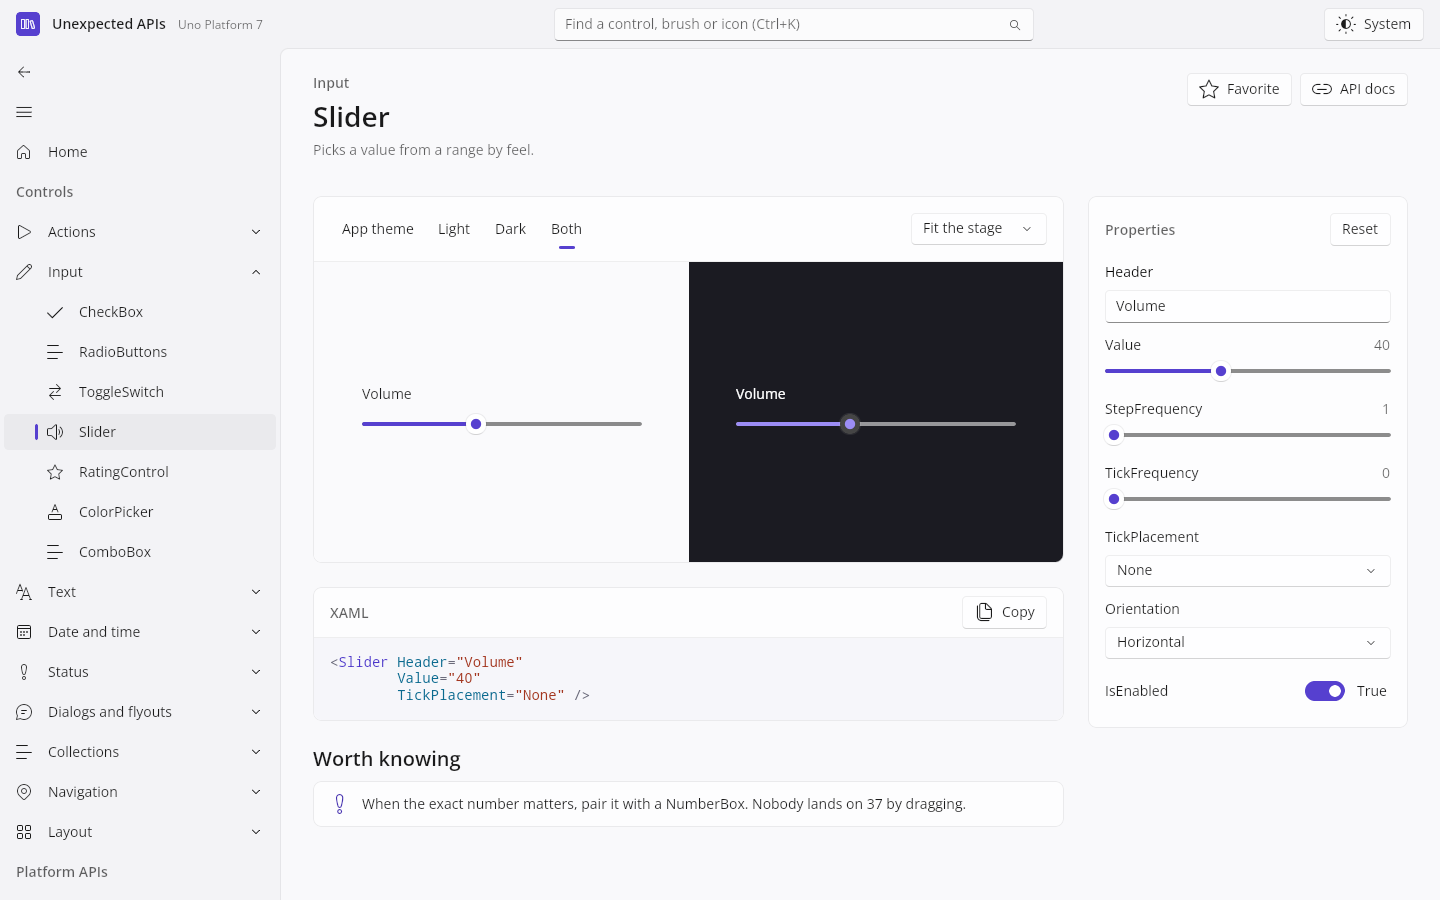 Unexpected APIs
Uno Platform 7
Find a control, brush or icon (Ctrl+K)
System
Home
Controls
Actions
Input
CheckBox
RadioButtons
ToggleSwitch
Slider
RatingControl
ColorPicker
ComboBox
Text
Date and time
Status
Dialogs and flyouts
Collections
Navigation
Layout
Platform APIs
Input
Slider
Picks a value from a range by feel.
Favorite
API docs
App theme
Light
Dark
Both
Fit the stage
Volume
Volume
XAML
Copy
<Slider Header="Volume"
Value="40"
TickPlacement="None" />
Worth knowing
When the exact number matters, pair it with a NumberBox. Nobody lands on 37 by dragging.
Properties
Reset
Header
Volume
Value 40
StepFrequency 1
TickFrequency 0
TickPlacement
None
Orientation
Horizontal
IsEnabled True